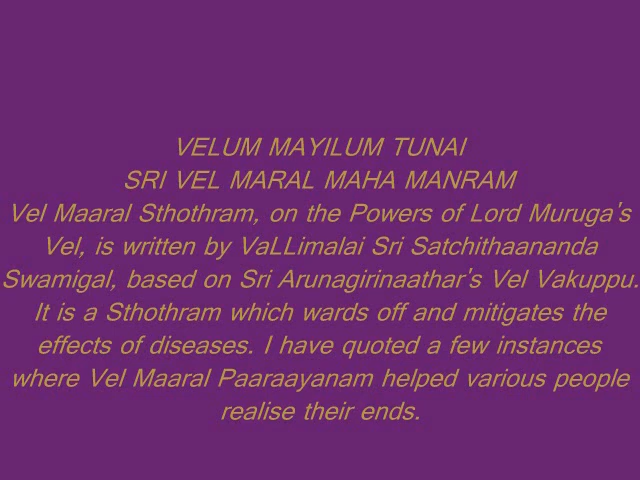 VELUM MAYILUM TUNAI
SRI VEL MARAL MAHA MANRAM
Vel Maaral Sthothram, on the Powers of Lord Muruga's
Vel, is written by VaLLimalai Sri Satchithaananda
Swamigal, based on Sri Arunagirinaathar's Vel Vakuppu.
It is a Sthothram which wards off and mitigates the
effects of diseases. I have quoted a few instances
where Vel Maaral Paaraayanam helped various people
realise their ends.